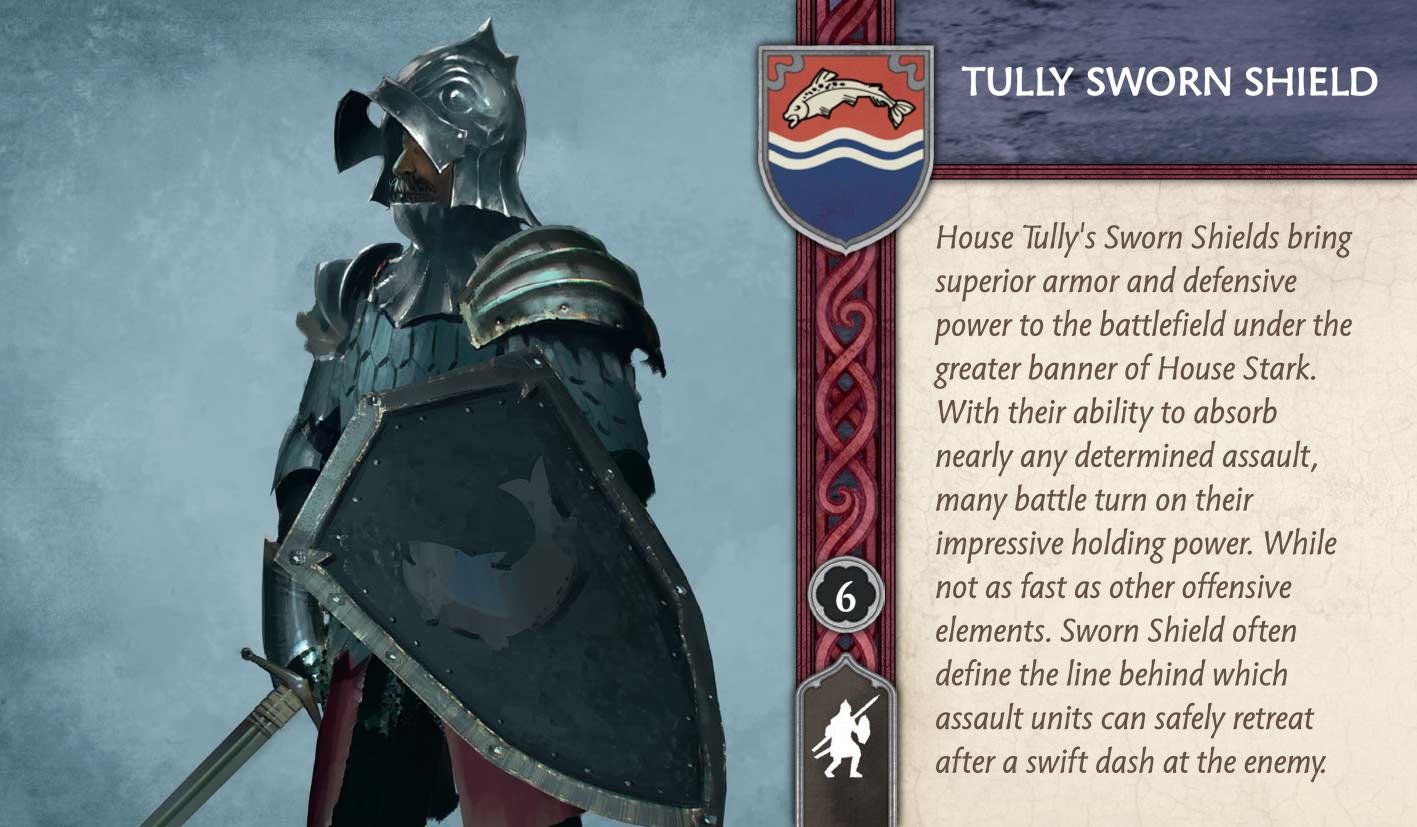 TULLY SWORN SHIELD
House Tully's Sworn Shields bring
superior armor and defensive
power to the battlefield under the
greater banner of House Stark.
With their ability to absorb
nearly any determined assault,
many battle turn on their
impressive holding power. While
not as fast as other offensive
elements. Sworn Shield often
define the line behind which
assault units can safely retreat
after a swift dash at the enemy.
6